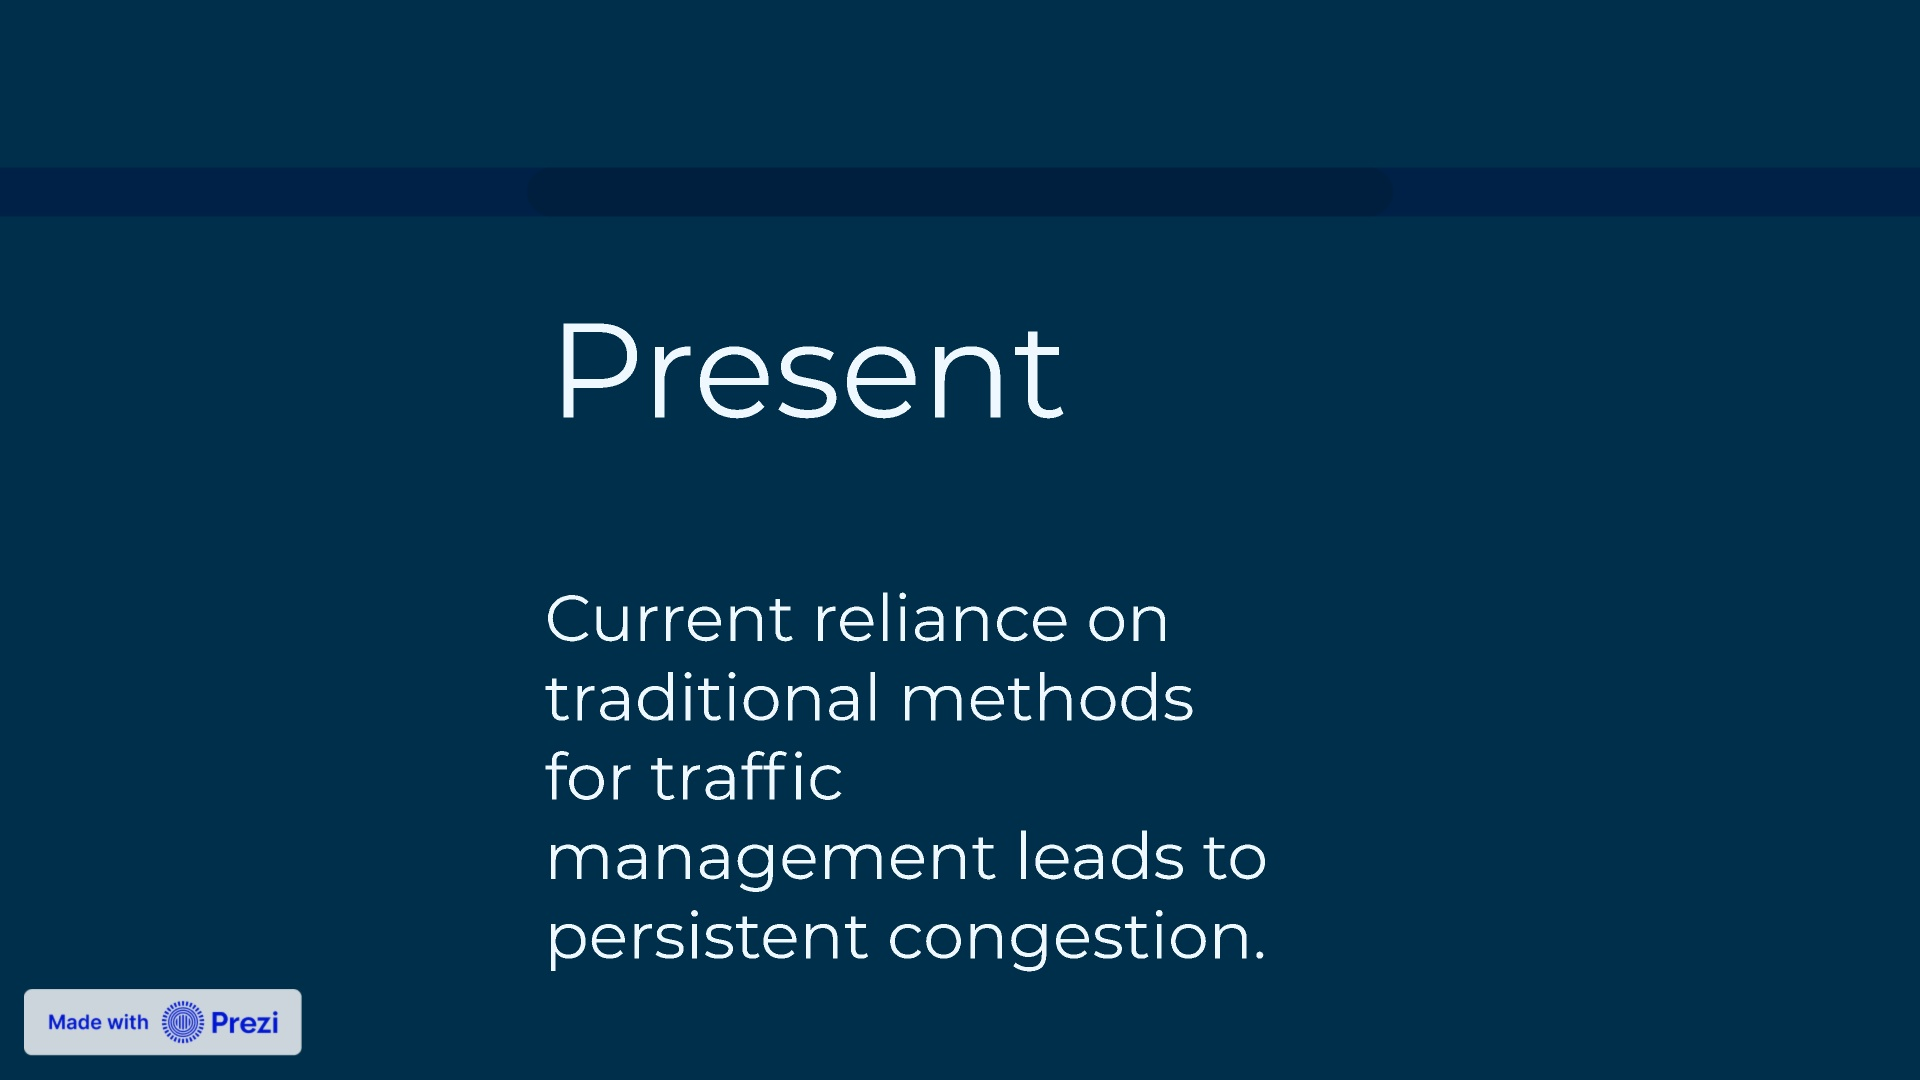 Present
Current reliance on
traditional methods
for traffic
management leads to
persistent congestion.
Made with Prezi